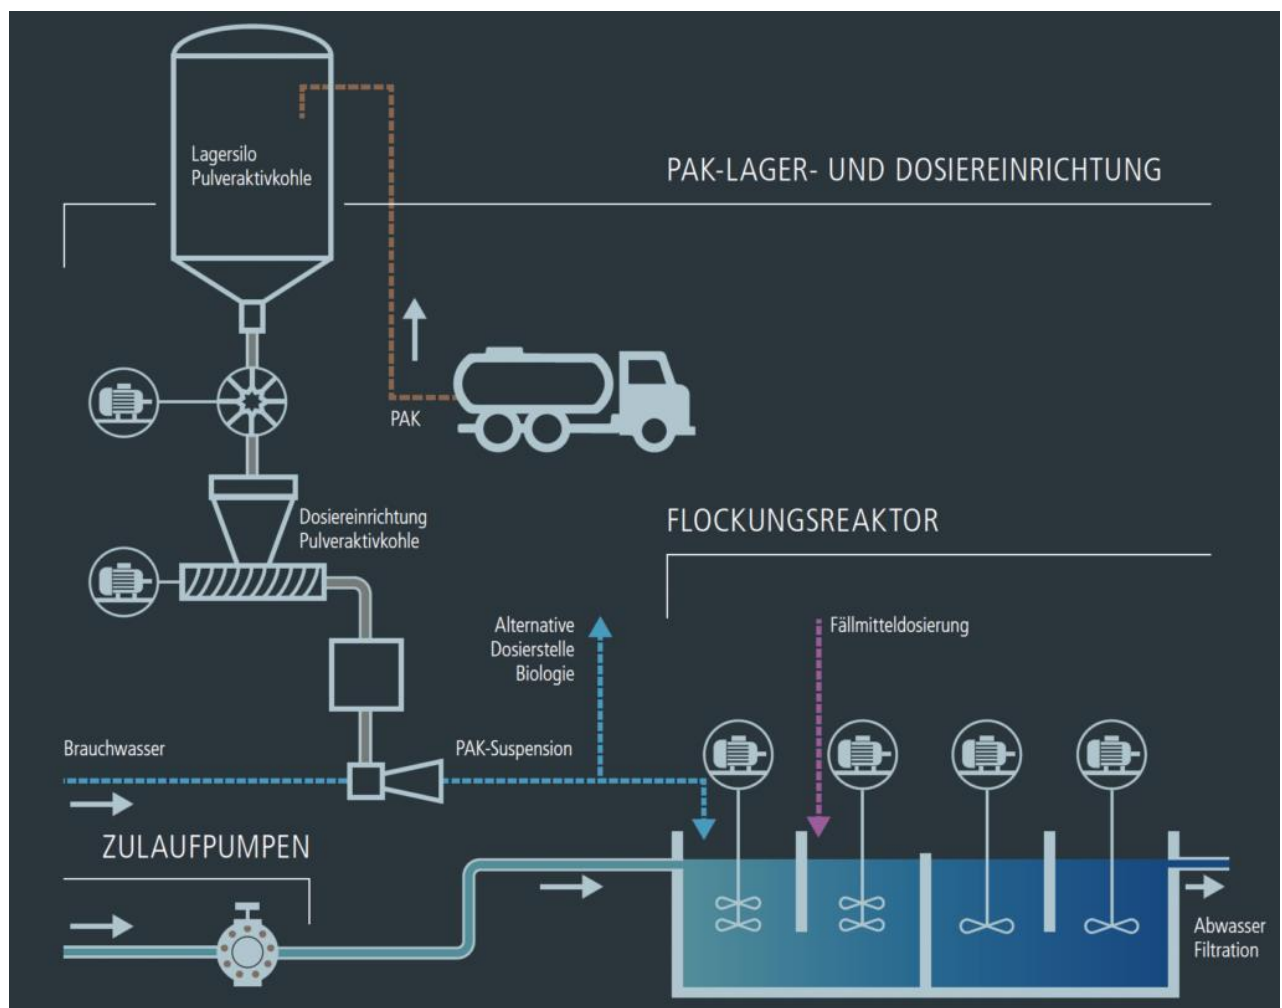 Lagersilo
Pulveraktivkohle
PAK-LAGER- UND DOSIEREINRICHTUNG
PAK
Dosiereinrichtung
Pulveraktivkohle
FLOCKUNGSREAKTOR
Alternative
Dosierstelle
Biologie
Fällmitteldosierung
Brauchwasser
PAK-Suspension
ZULAUFPUMPEN
Abwasser
Filtration